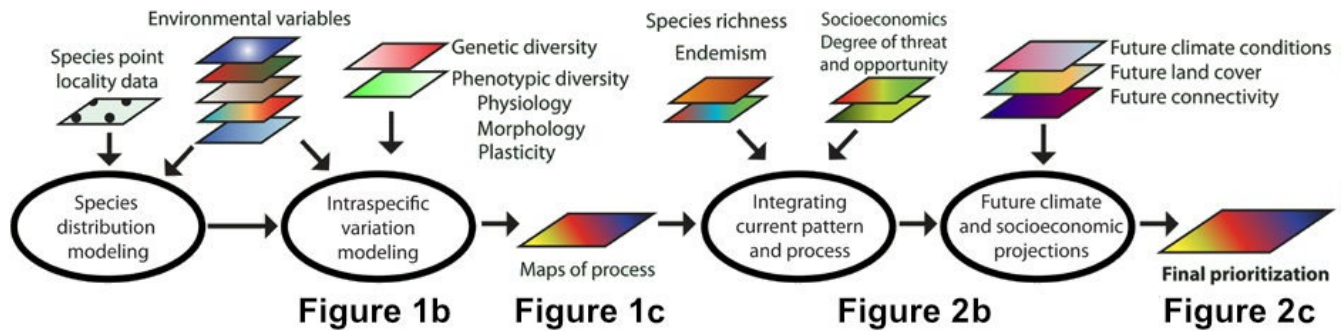 Environmental variables
Species point
locality data
Genetic diversity
Phenotypic diversity
Physiology
Morphology
Plasticity
Species richness
Endemism
Socioeconomics
Degree of threat
and opportunity
Future climate conditions
Future land cover
Future connectivity
Species
distribution
modeling
Intraspecific
variation
modeling
Maps of process
Integrating
current pattern
and process
Future climate
and socioeconomic
projections
Final prioritization
Figure 1b
Figure 1c
Figure 2b
Figure 2c